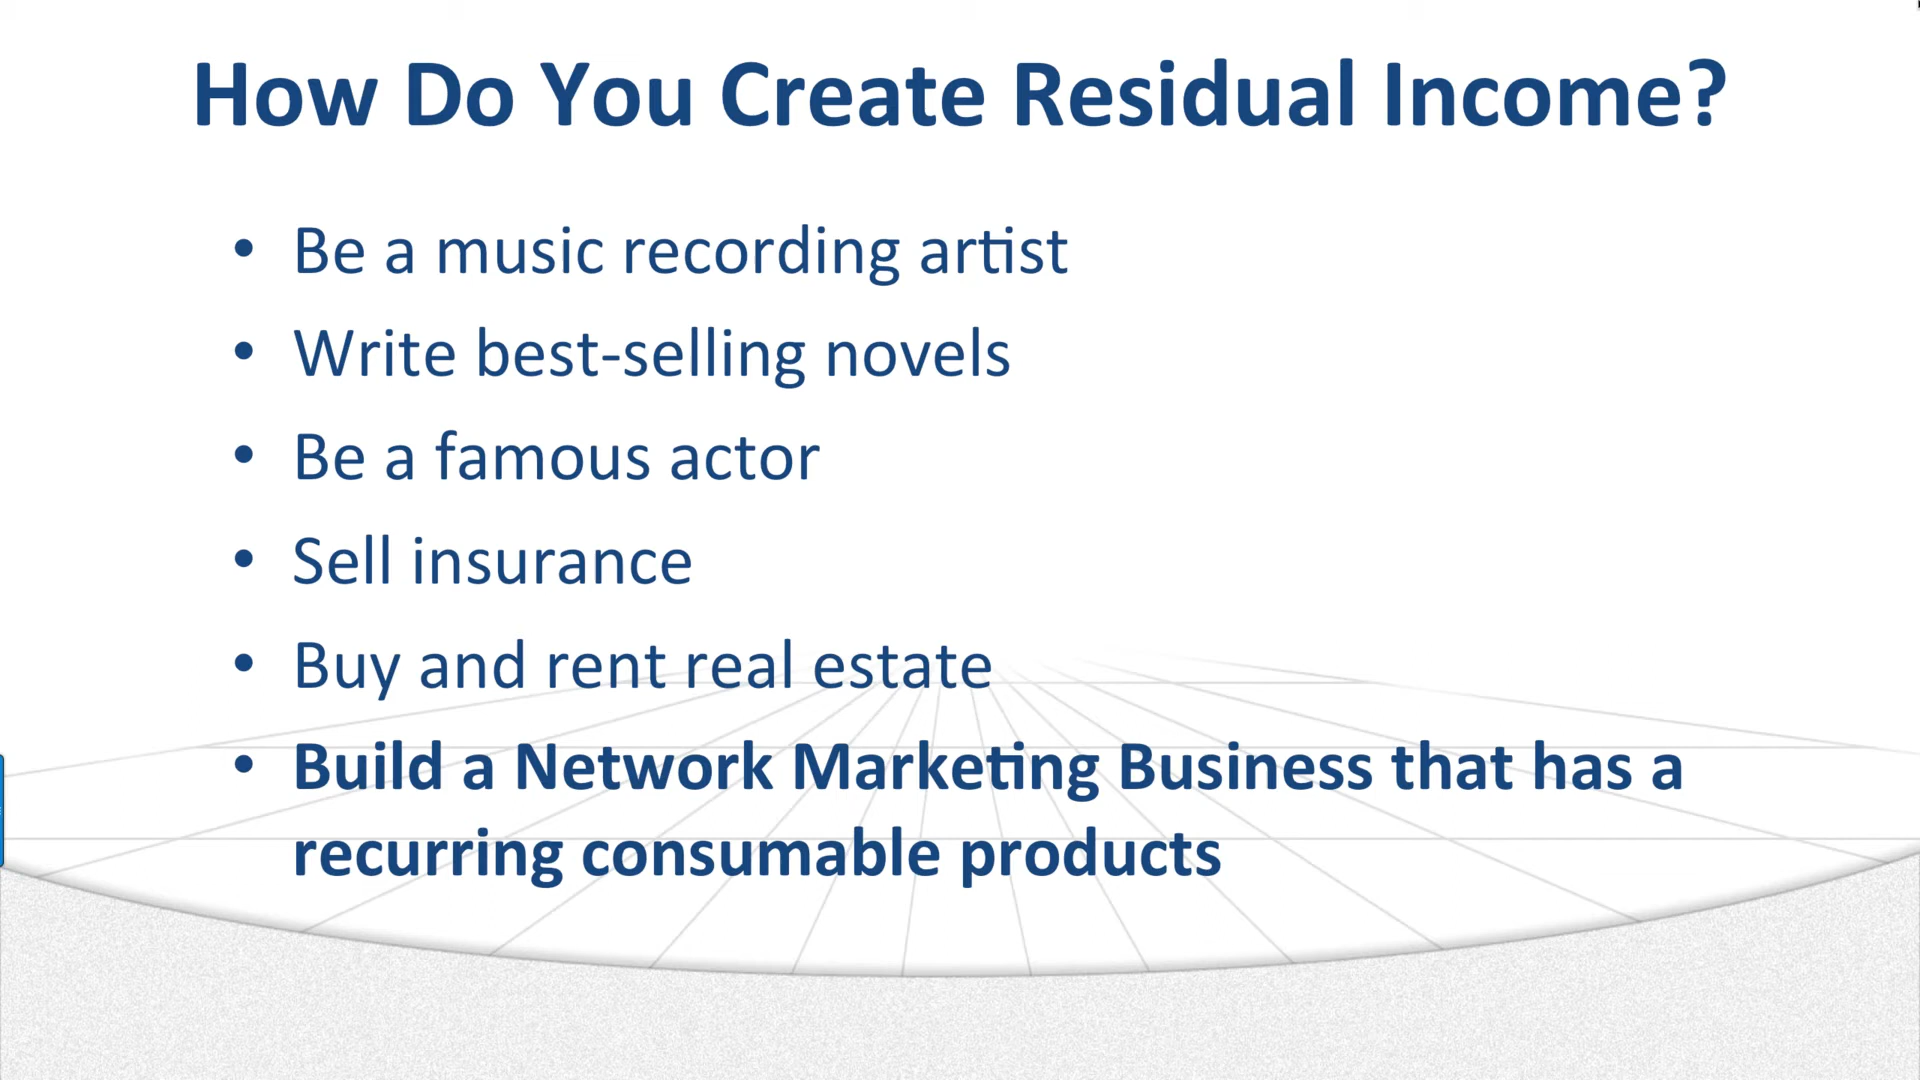 How Do You Create Residual Income?
• Be a music recording artist
• Write best-selling novels
• Be a famous actor
• Sell insurance
• Buy and rent real estate
• Build a Network Marketing Business that has a
recurring consumable products